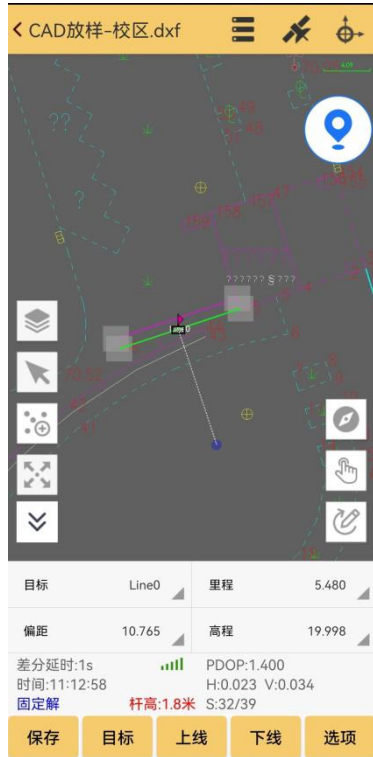 CAD放样-校区.dxf
??
?
?????? S ???
目标 Line0 里程 5.480
偏距 10.765 高程 19.998
差分延时:1s PDOP:1.400
时间:11:12:58 H:0.023 V:0.034
固定解 杆高:1.8米 S:32/39
保存 目标 上线 下线 选项